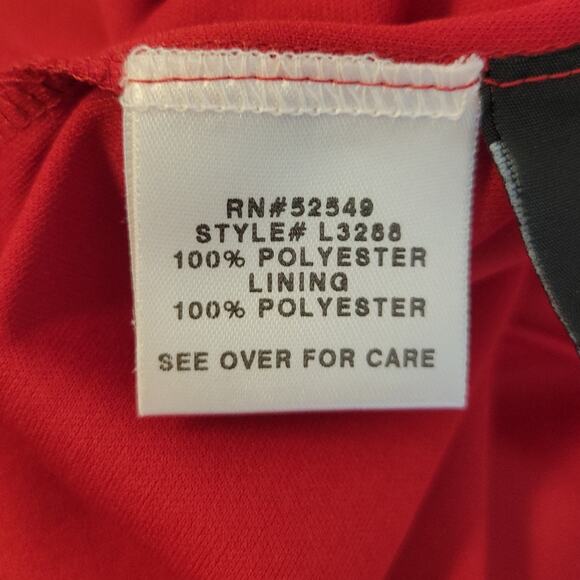 RN#52549
STYLE# L3288
100% POLYESTER
LINING
100% POLYESTER
SEE OVER FOR CARE